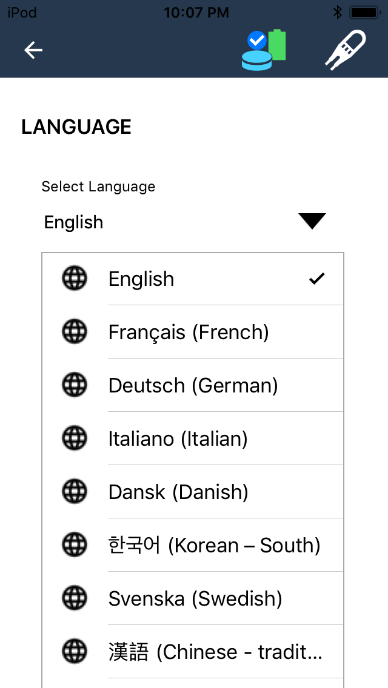 iPod
10:07 PM
LANGUAGE
Select Language
English
English
Français (French)
Deutsch (German)
Italiano (Italian)
Dansk (Danish)
한국어 (Korean – South)
Svenska (Swedish)
漢語 (Chinese - tradit...